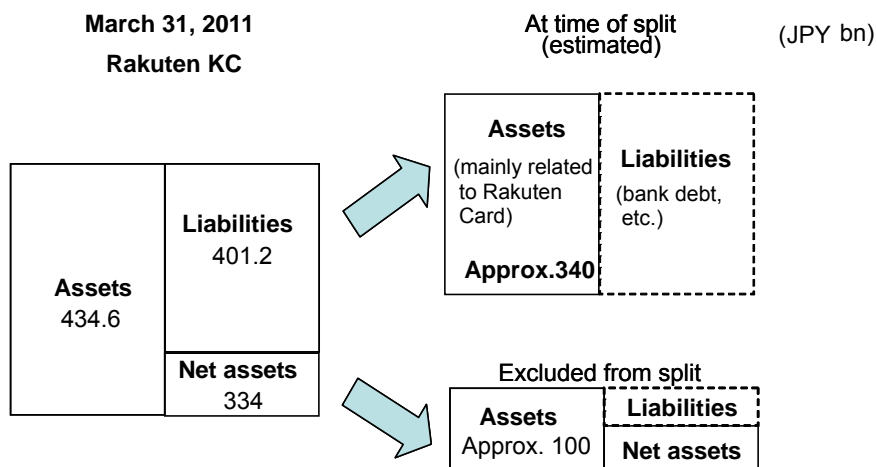 March 31, 2011
Rakuten KC
Assets
434.6
Liabilities
401.2
Net assets
334
At time of split
(estimated)
(JPY bn)
Assets
(mainly related
to Rakuten
Card)
Approx.340
Liabilities
(bank debt,
etc.)
Excluded from split
Assets
Approx. 100
Liabilities
Net assets